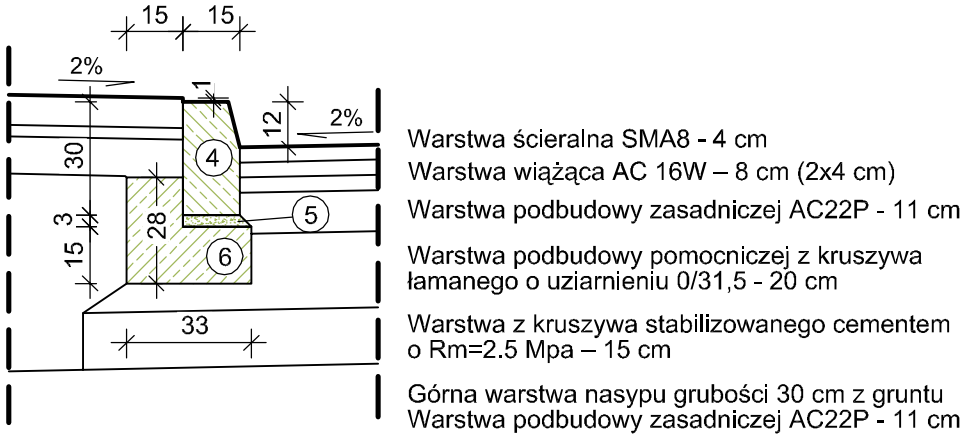 15 15
2%
1
12
2%
30
4
3
5
28
15
6
33
Warstwa ścieralna SMA8 - 4 cm
Warstwa wiążąca AC 16W – 8 cm (2x4 cm)
Warstwa podbudowy zasadniczej AC22P - 11 cm
Warstwa podbudowy pomocniczej z kruszywa
łamanego o uziarnieniu 0/31,5 - 20 cm
Warstwa z kruszywa stabilizowanego cementem
o Rm=2.5 Mpa – 15 cm
Górna warstwa nasypu grubości 30 cm z gruntu
Warstwa podbudowy zasadniczej AC22P - 11 cm